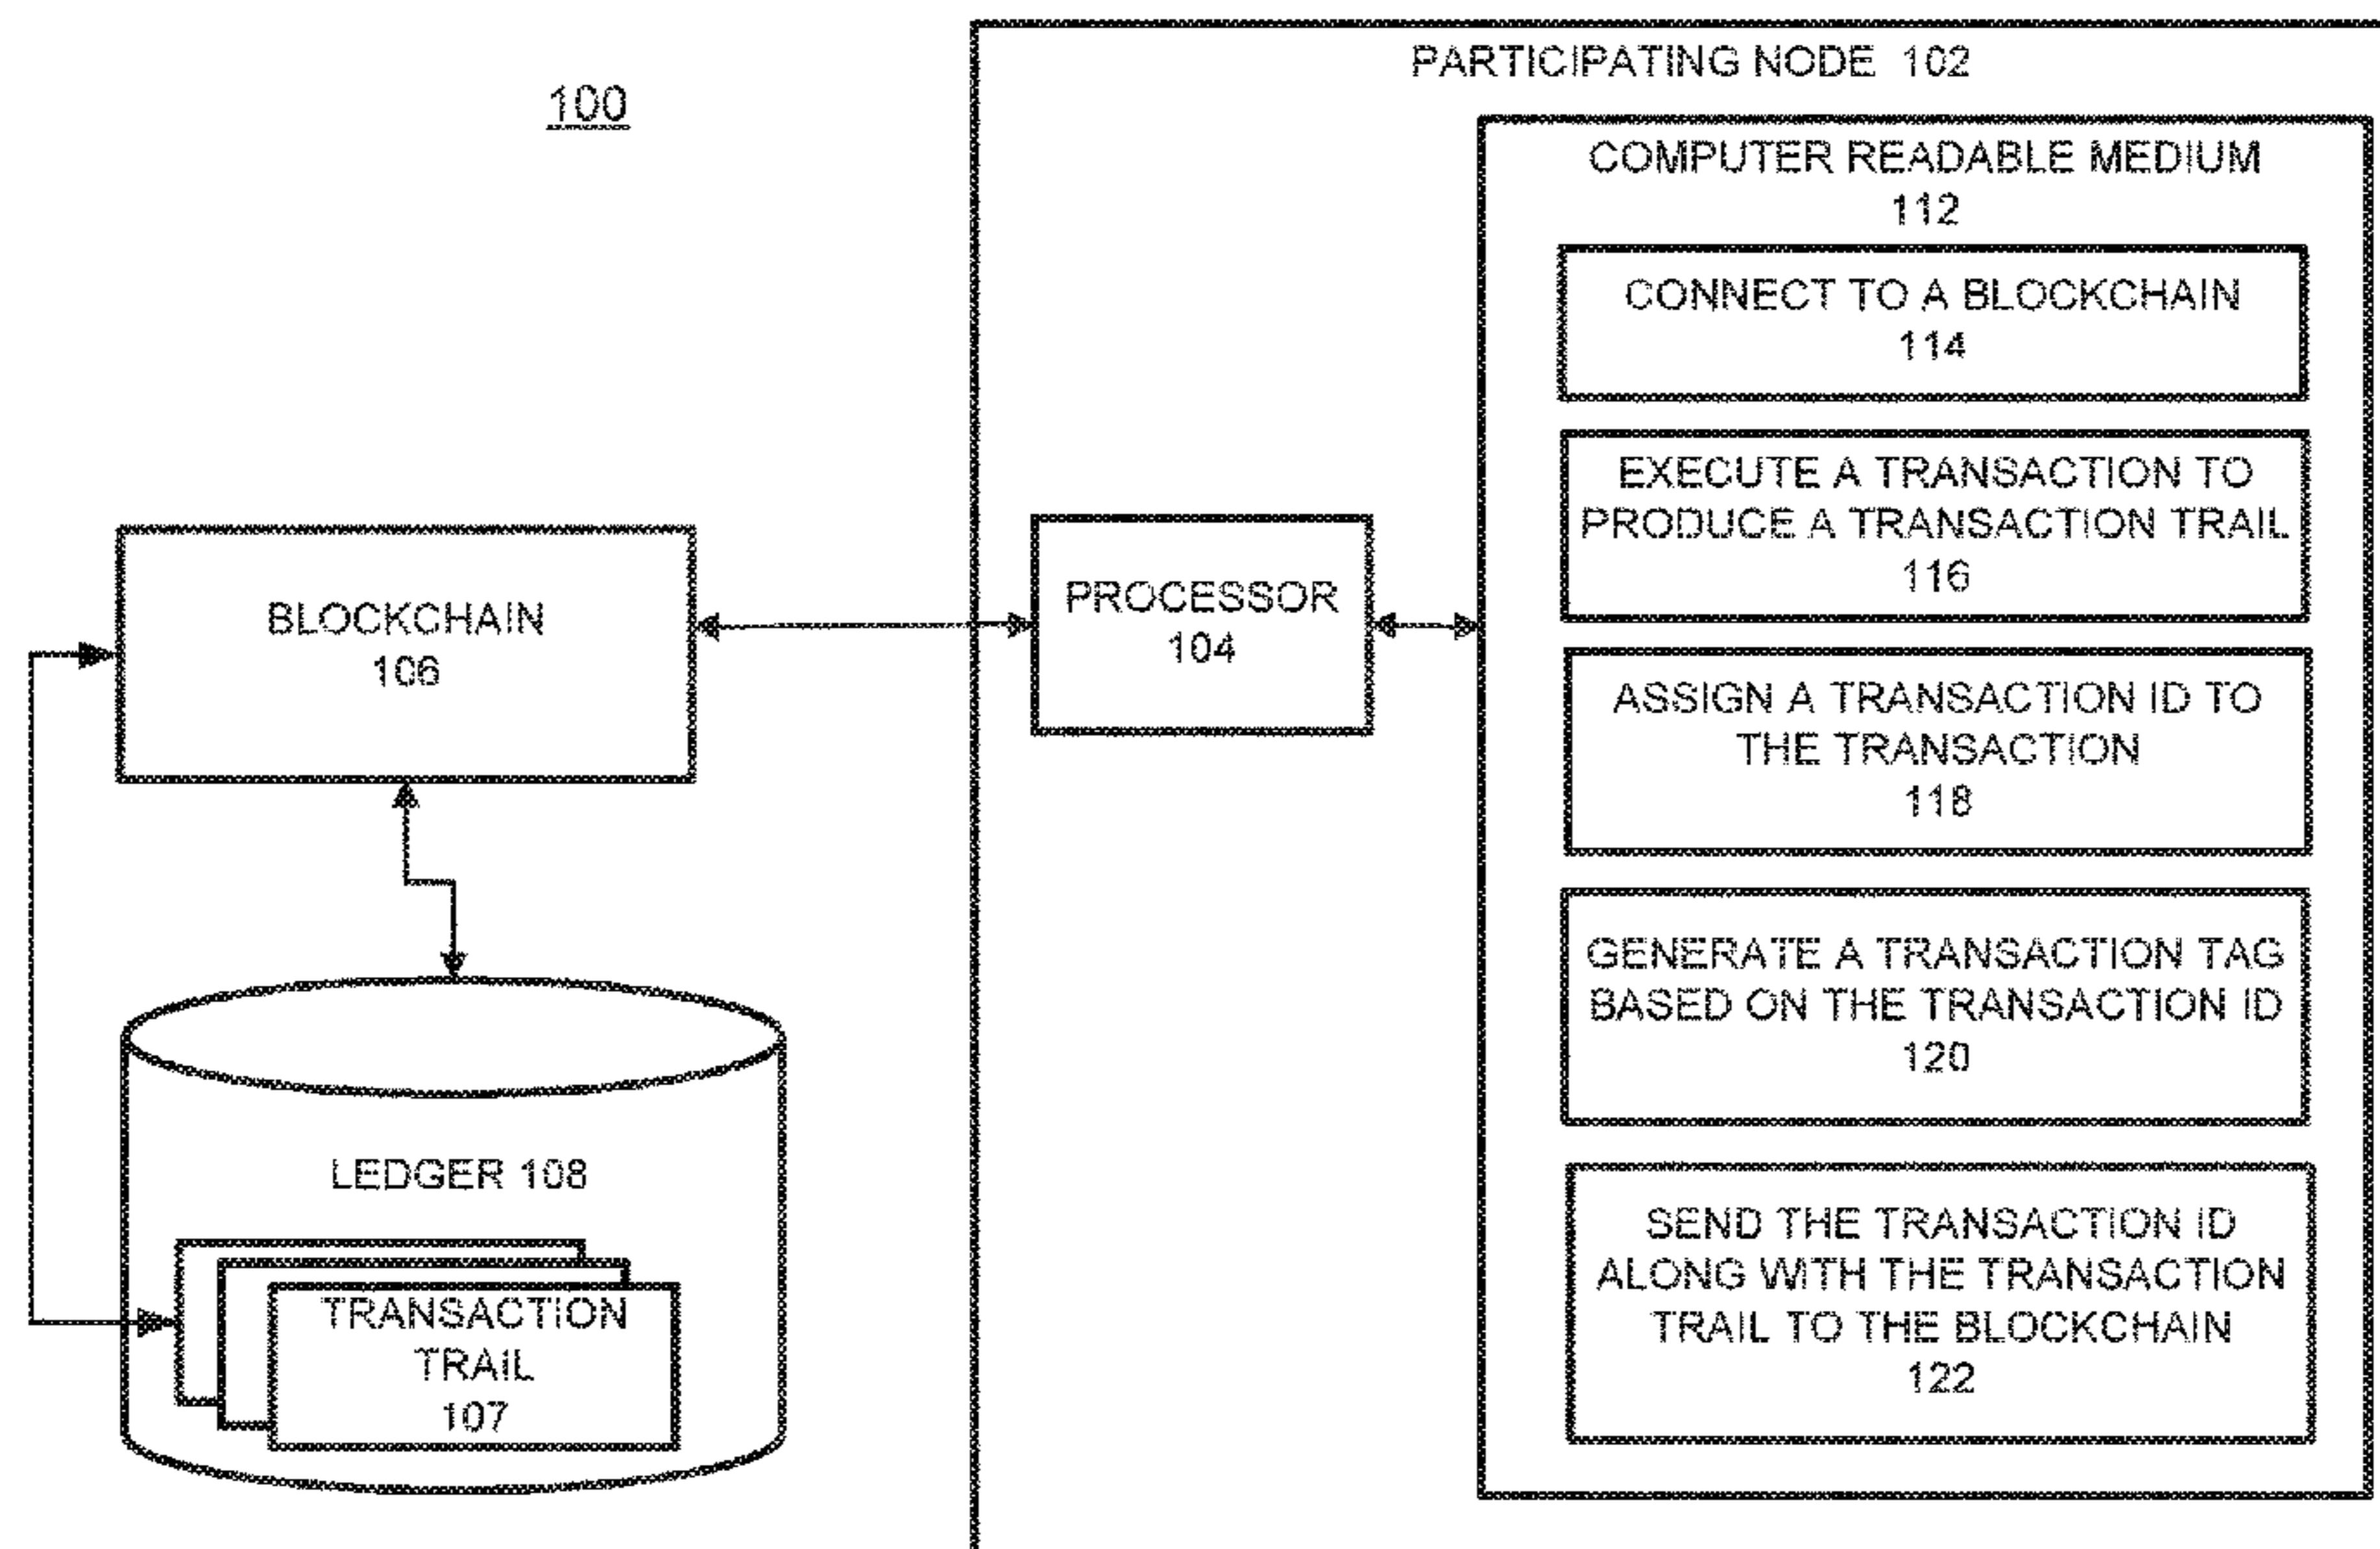 100
PARTICIPATING NODE 102
COMPUTER READABLE MEDIUM
112
CONNECT TO A BLOCKCHAIN
114
EXECUTE A TRANSACTION TO
PRODUCE A TRANSACTION TRAIL
116
ASSIGN A TRANSACTION ID TO
THE TRANSACTION
118
GENERATE A TRANSACTION TAG
BASED ON THE TRANSACTION ID
120
SEND THE TRANSACTION ID
ALONG WITH THE TRANSACTION
TRAIL TO THE BLOCKCHAIN
122
PROCESSOR
104
BLOCKCHAIN
106
LEDGER 108
TRANSACTION
TRAIL
107